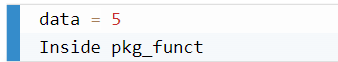 data = 5
Inside pkg_funct